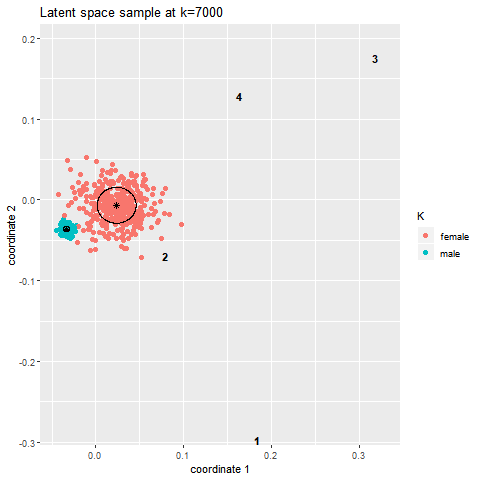 Latent space sample at k=7000
0.2
0.1
0.0
-0.1
-0.2
-0.3
coordinate 2
3
4
2
1
0.0 0.1 0.2 0.3
coordinate 1
K
female
male